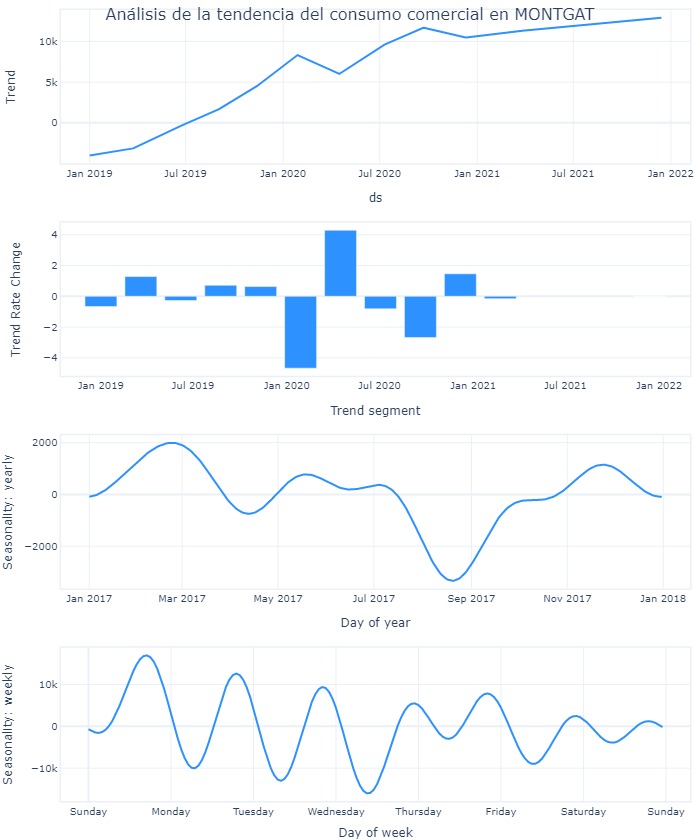 Análisis de la tendencia del consumo comercial en MONTGAT
10k
5k
0
Trend
Jan 2019 Jul 2019 Jan 2020 Jul 2020 Jan 2021 Jul 2021 Jan 2022
ds
4
2
0
−2
−4
Trend Rate Change
Jan 2019 Jul 2019 Jan 2020 Jul 2020 Jan 2021 Jul 2021 Jan 2022
Trend segment
2000
0
−2000
Seasonality: yearly
Jan 2017 Mar 2017 May 2017 Jul 2017 Sep 2017 Nov 2017 Jan 2018
Day of year
10k
0
−10k
Seasonality: weekly
Sunday Monday Tuesday Wednesday Thursday Friday Saturday Sunday
Day of week